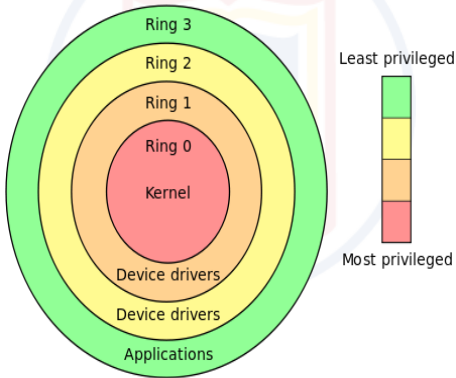 Ring 3
Ring 2
Ring 1
Ring 0
Kernel
Device drivers
Device drivers
Applications
Least privileged
Most privileged